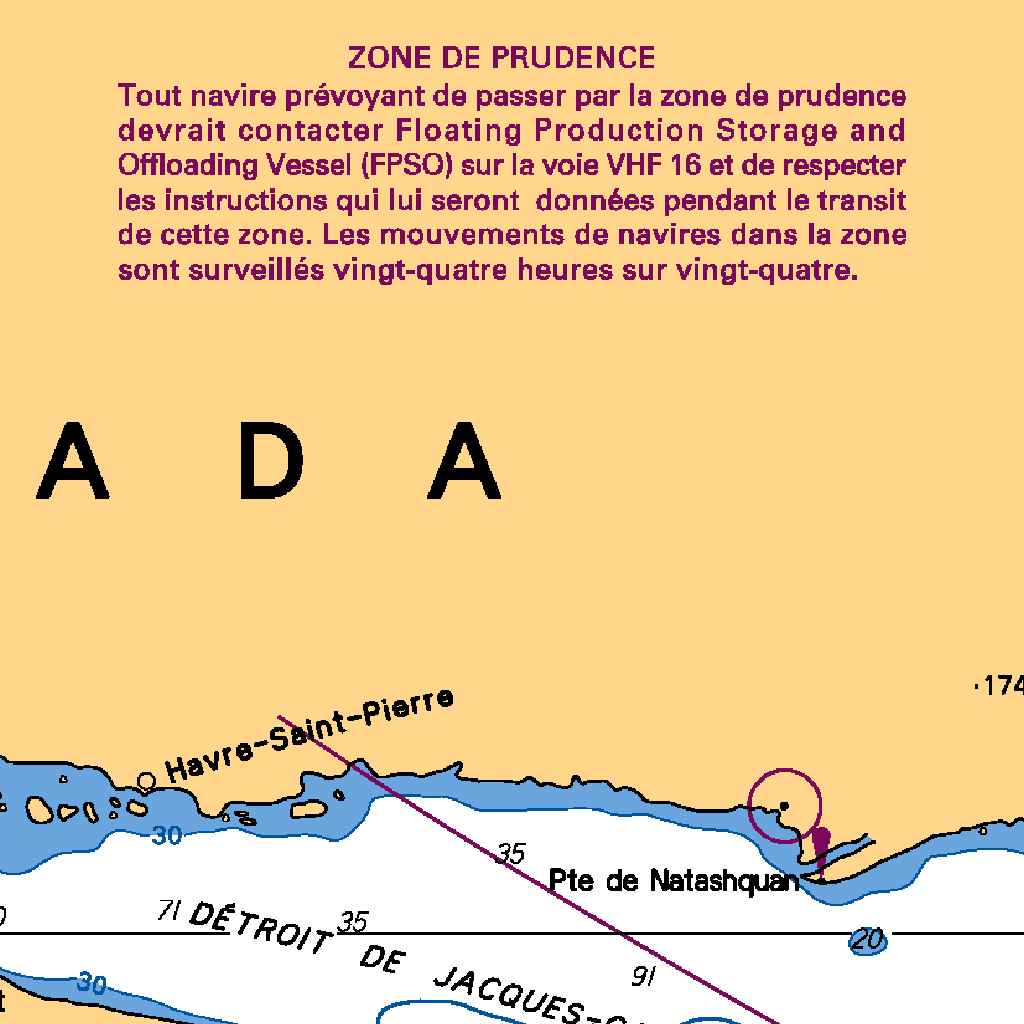 ZONE DE PRUDENCE
Tout navire prévoyant de passer par la zone de prudence
devrait contacter Floating Production Storage and
Offloading Vessel (FPSO) sur la voie VHF 16 et de respecter
les instructions qui lui seront données pendant le transit
de cette zone. Les mouvements de navires dans la zone
sont surveillés vingt-quatre heures sur vingt-quatre.
A D A
174
Havre-Saint-Pierre
30
35
Pte de Natashquan
71
DÉTROIT DE JACQUES-
35
20
91
30